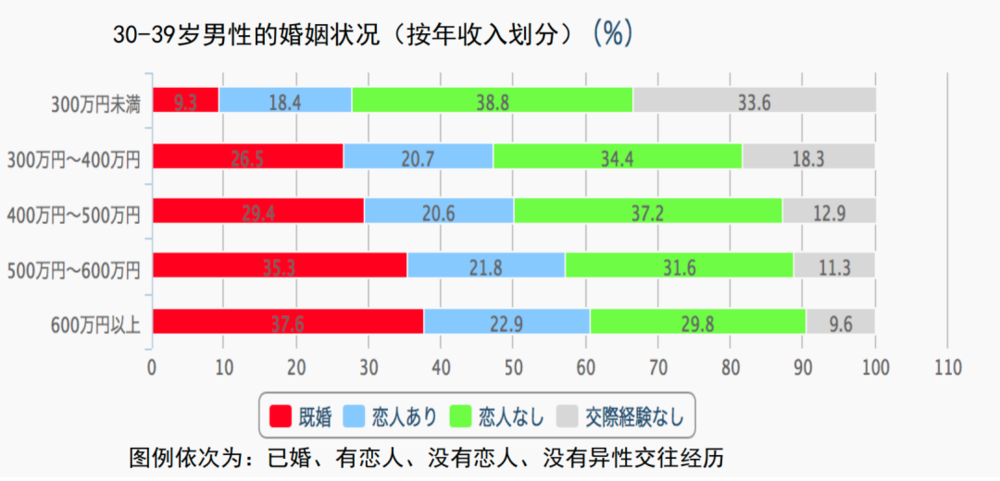 30-39岁男性的婚姻状况（按年收入划分）(%)
300万円未満 9.3 18.4 38.8 33.6
300万円～400万円 26.5 20.7 34.4 18.3
400万円～500万円 29.4 20.6 37.2 12.9
500万円～600万円 35.3 21.8 31.6 11.3
600万円以上 37.6 22.9 29.8 9.6
0 10 20 30 40 50 60 70 80 90 100 110
既婚 恋人あり 恋人なし 交際経験なし
图例依次为：已婚、有恋人、没有恋人、没有异性交往经历